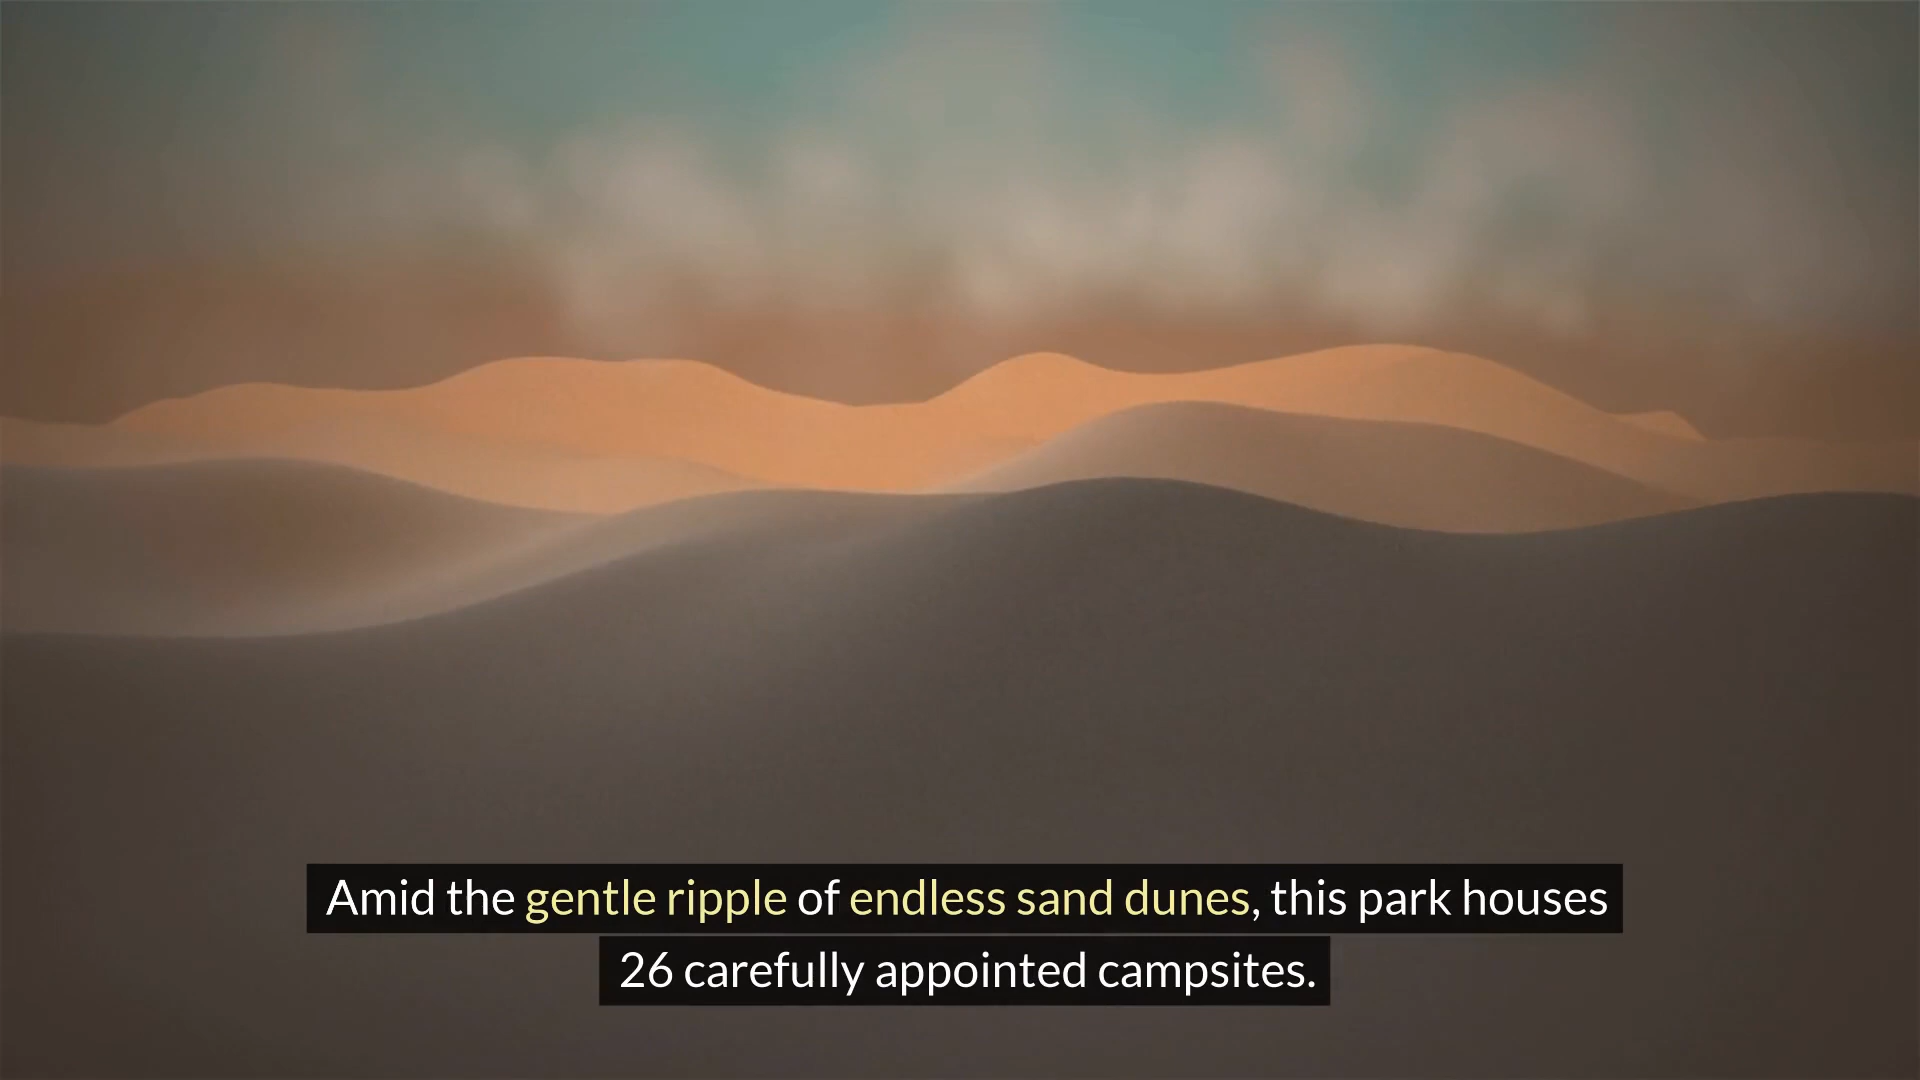 Amid the gentle ripple of endless sand dunes, this park houses
26 carefully appointed campsites.